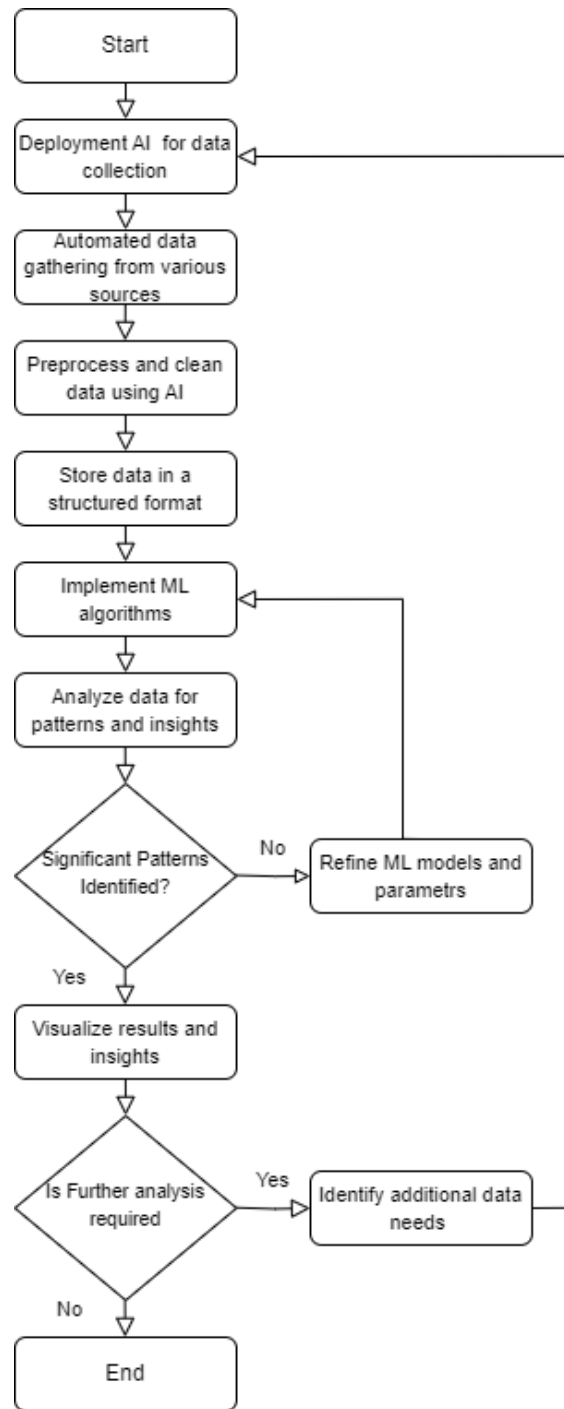 Start
Deployment AI for data
collection
Automated data
gathering from various
sources
Preprocess and clean
data using AI
Store data in a
structured format
Implement ML
algorithms
Analyze data for
patterns and insights
Significant Patterns
Identified?
No
Refine ML models and
parametrs
Yes
Visualize results and
insights
Is Further analysis
required
Yes
Identify additional data
needs
No
End